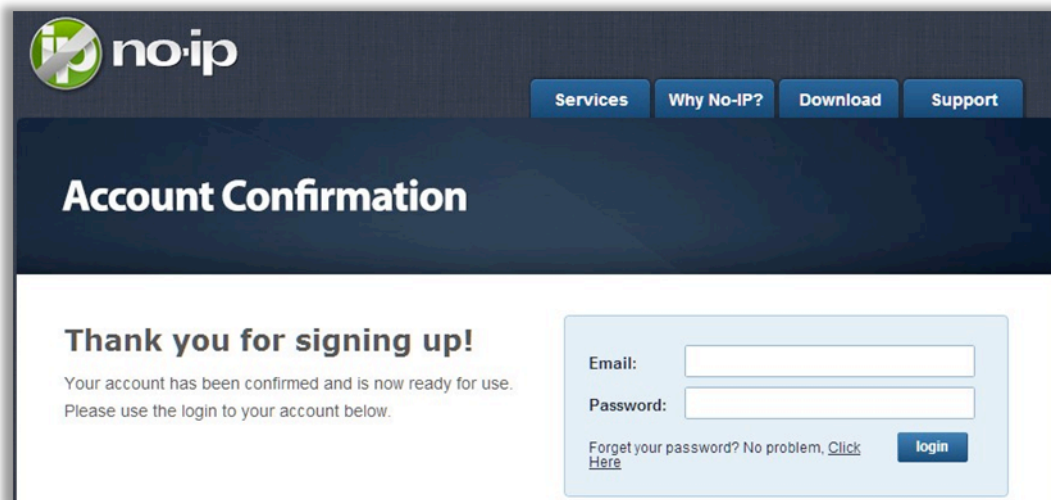 ip no·ip
Services Why No-IP? Download Support
Account Confirmation
Thank you for signing up!
Your account has been confirmed and is now ready for use.
Please use the login to your account below.
Email:
Password:
Forget your password? No problem, Click
Here
login